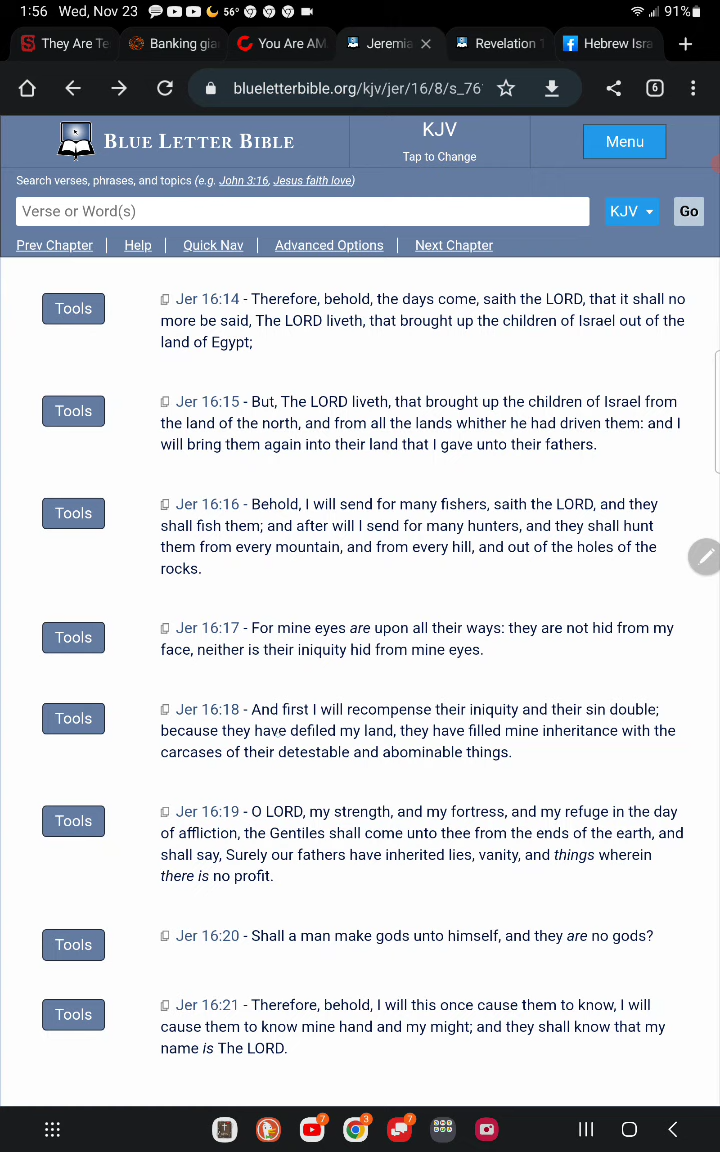 1:56 Wed, Nov 23 56° 91%
They Are Te Banking gia You Are AM Jeremia Revelation 1 Hebrew Isra
blueletterbible.org/kjv/jer/16/8/s_76 6
BLUE LETTER BIBLE KJV Menu
Tap to Change
Search verses, phrases, and topics (e.g. John 3:16, Jesus faith love)
Verse or Word(s) KJV Go
Prev Chapter | Help | Quick Nav | Advanced Options | Next Chapter
Tools Jer 16:14 - Therefore, behold, the days come, saith the LORD, that it shall no
more be said, The LORD liveth, that brought up the children of Israel out of the
land of Egypt;
Tools Jer 16:15 - But, The LORD liveth, that brought up the children of Israel from
the land of the north, and from all the lands whither he had driven them: and I
will bring them again into their land that I gave unto their fathers.
Tools Jer 16:16 - Behold, I will send for many fishers, saith the LORD, and they
shall fish them; and after will I send for many hunters, and they shall hunt
them from every mountain, and from every hill, and out of the holes of the
rocks.
Tools Jer 16:17 - For mine eyes are upon all their ways: they are not hid from my
face, neither is their iniquity hid from mine eyes.
Tools Jer 16:18 - And first I will recompense their iniquity and their sin double;
because they have defiled my land, they have filled mine inheritance with the
carcases of their detestable and abominable things.
Tools Jer 16:19 - O LORD, my strength, and my fortress, and my refuge in the day
of affliction, the Gentiles shall come unto thee from the ends of the earth, and
shall say, Surely our fathers have inherited lies, vanity, and things wherein
there is no profit.
Tools Jer 16:20 - Shall a man make gods unto himself, and they are no gods?
Tools Jer 16:21 - Therefore, behold, I will this once cause them to know, I will
cause them to know mine hand and my might; and they shall know that my
name is The LORD.
7 3 7